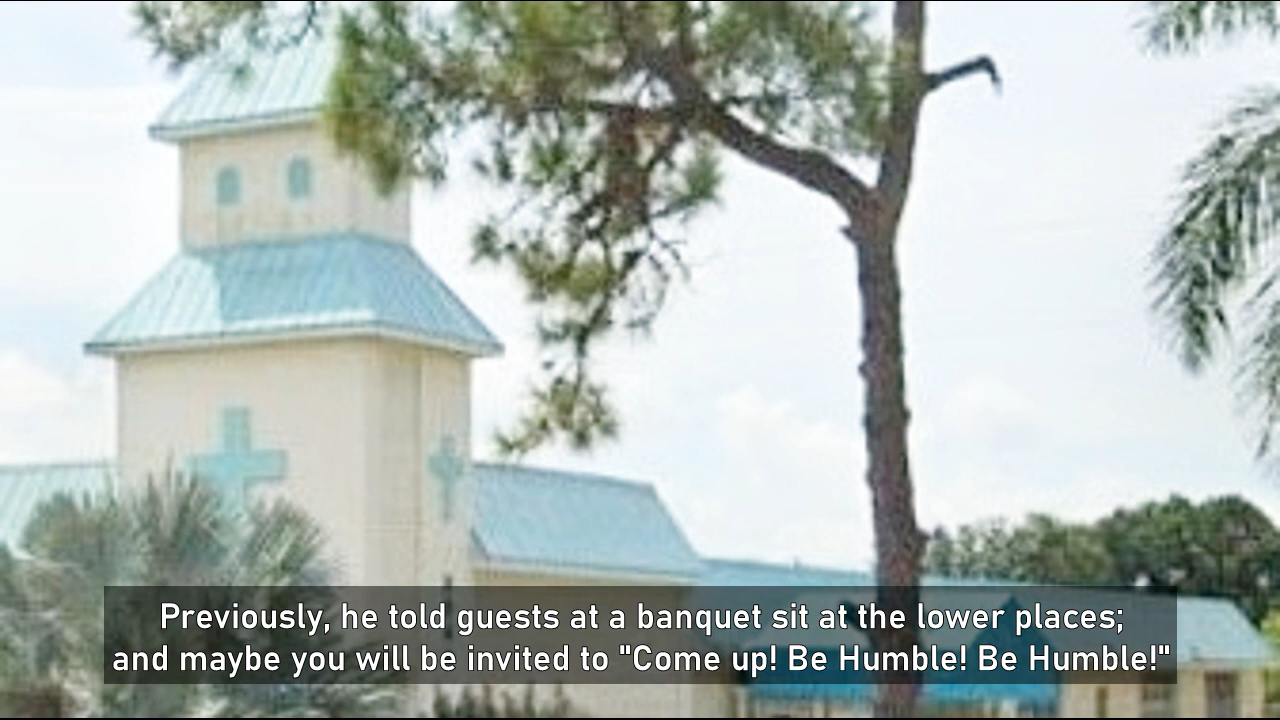 Previously, he told guests at a banquet sit at the lower places;
and maybe you will be invited to "Come up! Be Humble! Be Humble!"